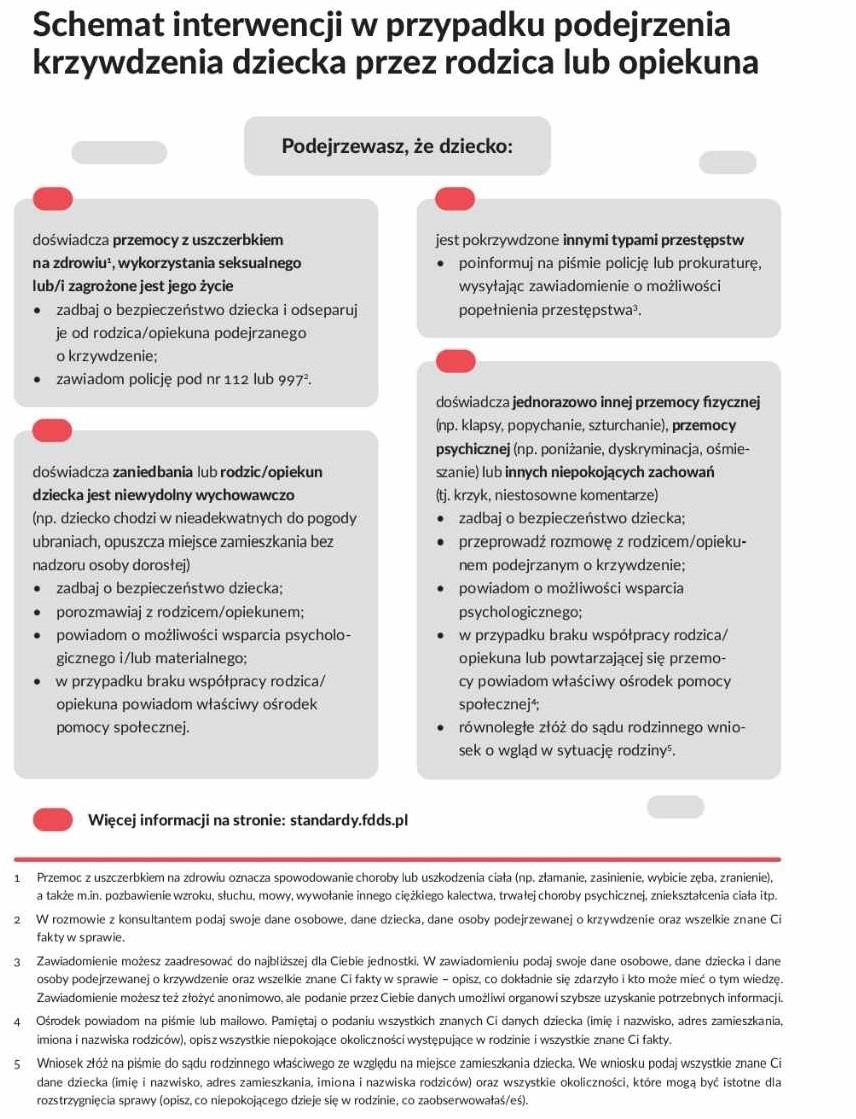 Schemat interwencji w przypadku podejrzenia
krzywdzenia dziecka przez rodzica lub opiekuna
Podejrzewasz, że dziecko:
doświadcza przemocy z uszczerbkiem
na zdrowiu¹, wykorzystania seksualnego
lub/i zagrożone jest jego życie
• zadbaj o bezpieczeństwo dziecka i odseparuj
je od rodzica/opiekuna podejrzanego
o krzywdzenie;
• zawiadom policję pod nr 112 lub 997².
doświadcza zaniedbania lub rodzic/opiekun
dziecka jest niewydolny wychowawczo
(np. dziecko chodzi w nieadekwatnych do pogody
ubraniach, opuszcza miejsce zamieszkania bez
nadzoru osoby dorosłej)
• zadbaj o bezpieczeństwo dziecka;
• porozmawiaj z rodzicem/opiekunem;
• powiadom o możliwości wsparcia psycholo-
gicznego i/lub materialnego;
• w przypadku braku współpracy rodzica/
opiekuna powiadom właściwy ośrodek
pomocy społecznej.
jest pokrzywdzone innymi typami przestępstw
• poinformuj na piśmie policję lub prokuraturę,
wysyłając zawiadomienie o możliwości
popełnienia przestępstwa³.
doświadcza jednorazowo innej przemocy fizycznej
(np. klapsy, popychanie, szturchanie), przemocy
psychicznej (np. poniżanie, dyskryminacja, ośmie-
szanie) lub innych niepokojących zachowań
(tj. krzyk, niestosowne komentarze)
• zadbaj o bezpieczeństwo dziecka;
• przeprowadź rozmowę z rodzicem/opieku-
nem podejrzanym o krzywdzenie;
• powiadom o możliwości wsparcia
psychologicznego;
• w przypadku braku współpracy rodzica/
opiekuna lub powtarzającej się przemo-
cy powiadom właściwy ośrodek pomocy
społecznej⁴;
• równoległe złóż do sądu rodzinnego wnio-
sek o wgląd w sytuację rodziny⁵.
Więcej informacji na stronie: standardy.fdds.pl
1 Przemoc z uszczerbkiem na zdrowiu oznacza spowodowanie choroby lub uszkodzenia ciała (np. złamanie, zasinienie, wybicie zęba, zranienie),
a także m.in. pozbawienie wzroku, słuchu, mowy, wywołanie innego ciężkiego kalectwa, trwałej choroby psychicznej, zniekształcenia ciała itp.
2 W rozmowie z konsultantem podaj swoje dane osobowe, dane dziecka, dane osoby podejrzewanej o krzywdzenie oraz wszelkie znane Ci
fakty w sprawie.
3 Zawiadomienie możesz zaadresować do najbliższej dla Ciebie jednostki. W zawiadomieniu podaj swoje dane osobowe, dane dziecka i dane
osoby podejrzewanej o krzywdzenie oraz wszelkie znane Ci fakty w sprawie – opisz, co dokładnie się zdarzyło i kto może mieć o tym wiedzę.
Zawiadomienie możesz też złożyć anonimowo, ale podanie przez Ciebie danych umożliwi organowi szybsze uzyskanie potrzebnych informacji.
4 Ośrodek powiadom na piśmie lub mailowo. Pamiętaj o podaniu wszystkich znanych Ci danych dziecka (imię i nazwisko, adres zamieszkania,
imiona i nazwiska rodziców), opisz wszystkie niepokojące okoliczności występujące w rodzinie i wszystkie znane Ci fakty.
5 Wniosek złóż na piśmie do sądu rodzinnego właściwego ze względu na miejsce zamieszkania dziecka. We wniosku podaj wszystkie znane Ci
dane dziecka (imię i nazwisko, adres zamieszkania, imiona i nazwiska rodziców) oraz wszystkie okoliczności, które mogą być istotne dla
rozstrzygnięcia sprawy (opisz, co niepokojącego dzieje się w rodzinie, co zaobserwowałaś/eś).